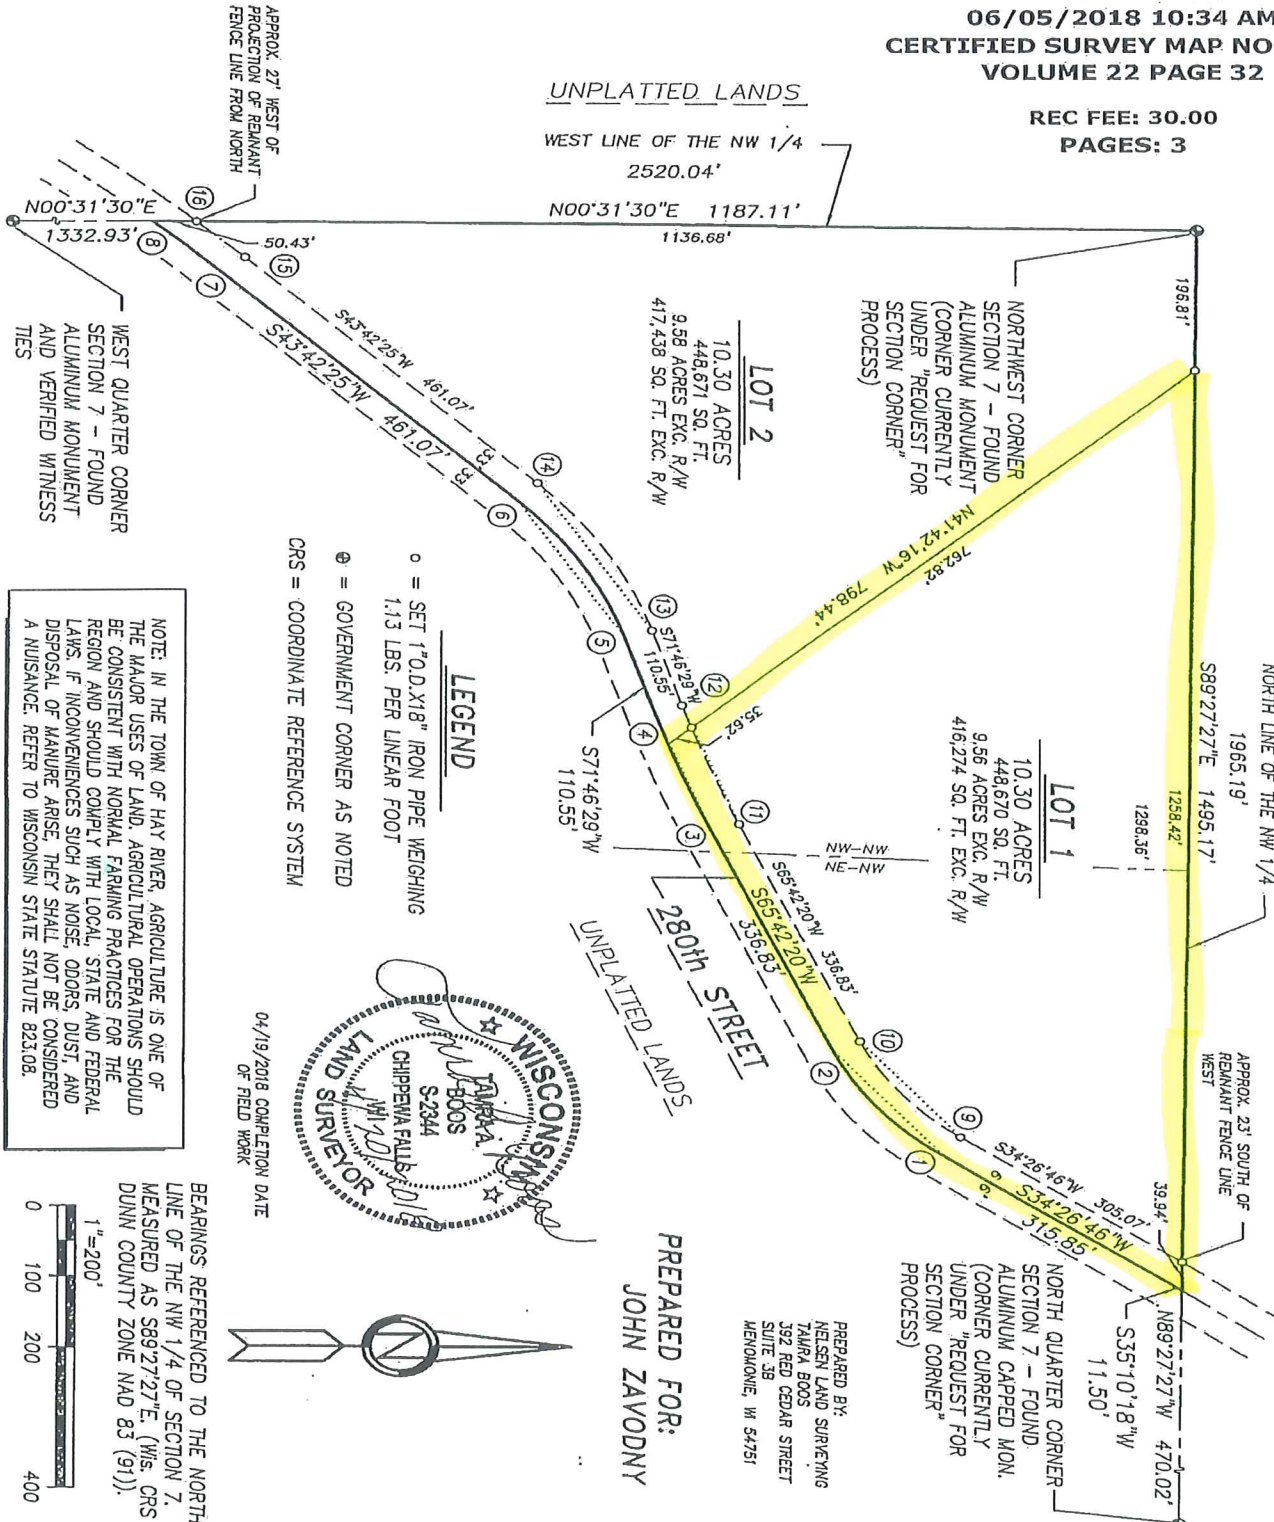 06/05/2018 10:34 AM
CERTIFIED SURVEY MAP NO
VOLUME 22 PAGE 32
REC FEE: 30.00
PAGES: 3
UNPLATTED LANDS
WEST LINE OF THE NW 1/4
2520.04'
N00°31'30"E 1187.11'
1136.68'
APPROX. 27' WEST OF
PROJECTION OF REMNANT
FENCE LINE FROM NORTH
N00°31'30"E
1332.93'
50.43'
16
15
8
7
WEST QUARTER CORNER
SECTION 7 - FOUND
ALUMINUM MONUMENT
AND VERIFIED WITNESS
TIES
S43°42'25"W 461.07'
S43°42'25"W 461.07'
33
33
14
6
13
5
S71°46'29"W
110.55'
12
4
35.62'
S71°46'29"W
110.55'
LOT 2
10.30 ACRES
448,671 SQ. FT.
9.58 ACRES EXC. R/W
417,438 SQ. FT. EXC. R/W
NORTHWEST CORNER
SECTION 7 - FOUND
ALUMINUM MONUMENT
(CORNER CURRENTLY
UNDER "REQUEST FOR
SECTION CORNER"
PROCESS)
196.81'
N41°42'16"W 798.44'
762.82'
NORTH LINE OF THE NW 1/4
1965.19'
S89°27'27"E 1495.17'
1258.42'
1298.36'
LOT 1
10.30 ACRES
448,670 SQ. FT.
9.56 ACRES EXC. R/W
416,274 SQ. FT. EXC. R/W
NW-NW
NE-NW
11
3
S65°42'20"W 336.83'
S65°42'20"W
336.83'
280th STREET
UNPLATTED LANDS
10
2
9
1
S34°26'46"W 305.07'
S34°26'46"W
315.85'
39.94'
APPROX. 23' SOUTH OF
REMNANT FENCE LINE
WEST
N89°27'27"W 470.02'
S35°10'18"W
11.50'
NORTH QUARTER CORNER
SECTION 7 - FOUND
ALUMINUM CAPPED MON.
(CORNER CURRENTLY
UNDER "REQUEST FOR
SECTION CORNER"
PROCESS)
LEGEND
o = SET 1"O.D.X18" IRON PIPE WEIGHING
1.13 LBS. PER LINEAR FOOT
⊕ = GOVERNMENT CORNER AS NOTED
CRS = COORDINATE REFERENCE SYSTEM
NOTE: IN THE TOWN OF HAY RIVER, AGRICULTURE IS ONE OF
THE MAJOR USES OF LAND. AGRICULTURAL OPERATIONS SHOULD
BE CONSISTENT WITH NORMAL FARMING PRACTICES FOR THE
REGION AND SHOULD COMPLY WITH LOCAL, STATE AND FEDERAL
LAWS. IF INCONVENIENCES SUCH AS NOISE, ODORS, DUST, AND
DISPOSAL OF MANURE ARISE, THEY SHALL NOT BE CONSIDERED
A NUISANCE. REFER TO WISCONSIN STATE STATUTE 823.08.
WISCONSIN
TAMRA A.
BOOS
S-2344
CHIPPEWA FALLS
WI
LAND SURVEYOR
04/19/2018 COMPLETION DATE
OF FIELD WORK
PREPARED FOR:
JOHN ZAVODNY
PREPARED BY:
NELSEN LAND SURVEYING
TAMRA BOOS
392 RED CEDAR STREET
SUITE 3B
MENOMONIE, WI 54751
N
BEARINGS REFERENCED TO THE NORTH
LINE OF THE NW 1/4 OF SECTION 7.
MEASURED AS S89°27'27"E. (Wis. CRS
DUNN COUNTY ZONE NAD 83 (91)).
1"=200'
0 100 200 400